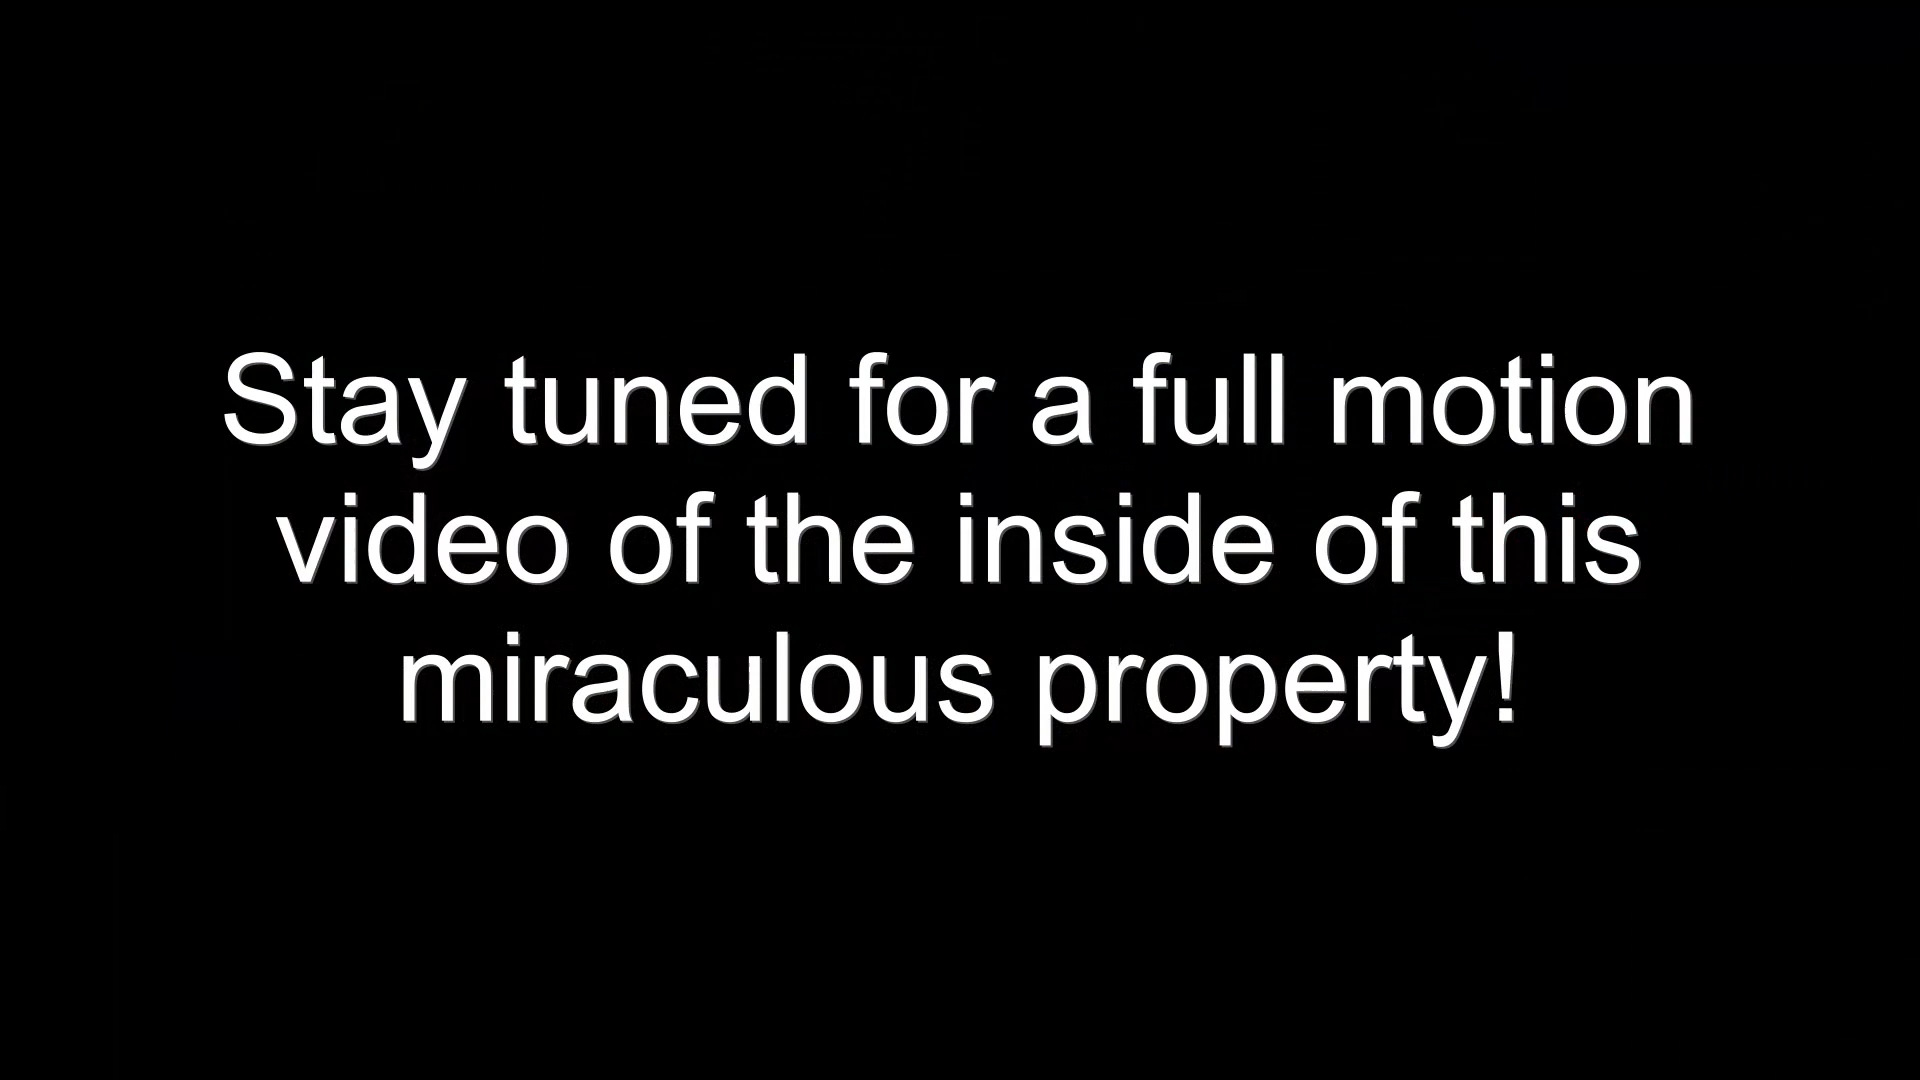 Stay tuned for a full motion
video of the inside of this
miraculous property!